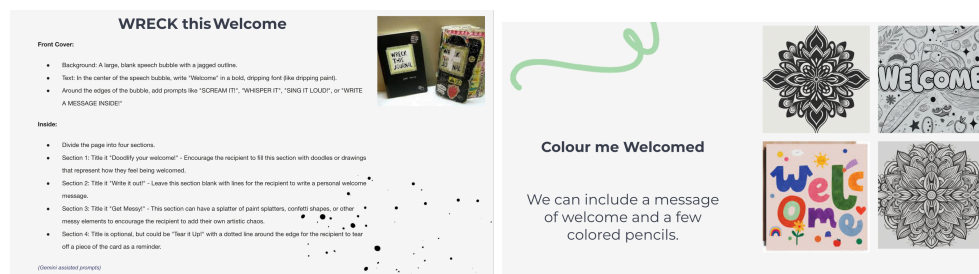 WRECK this Welcome
Front Cover:
● Background: A large, blank speech bubble with a jagged outline.
● Text: In the center of the speech bubble, write "Welcome" in a bold, dripping font (like dripping paint).
● Around the edges of the bubble, add prompts like "SCREAM IT!", "WHISPER IT", "SING IT LOUD!", or "WRITE
A MESSAGE INSIDE!"
Inside:
● Divide the page into four sections.
● Section 1: Title it "Doodlify your welcome!" - Encourage the recipient to fill this section with doodles or drawings
that represent how they feel being welcomed.
● Section 2: Title it "Write it out!" - Leave this section blank with lines for the recipient to write a personal welcome
message.
● Section 3: Title it "Get Messy!" - This section can have a splatter of paint splatters, confetti shapes, or other
messy elements to encourage the recipient to add their own artistic chaos.
● Section 4: Title is optional, but could be "Tear it Up!" with a dotted line around the edge for the recipient to tear
off a piece of the card as a reminder.
(Gemini assisted prompts)
WRECK
THIS
JOURNAL
WRECK
THIS
JOURNAL
Colour me Welcomed
We can include a message
of welcome and a few
colored pencils.
WELCOME
Welc
ome